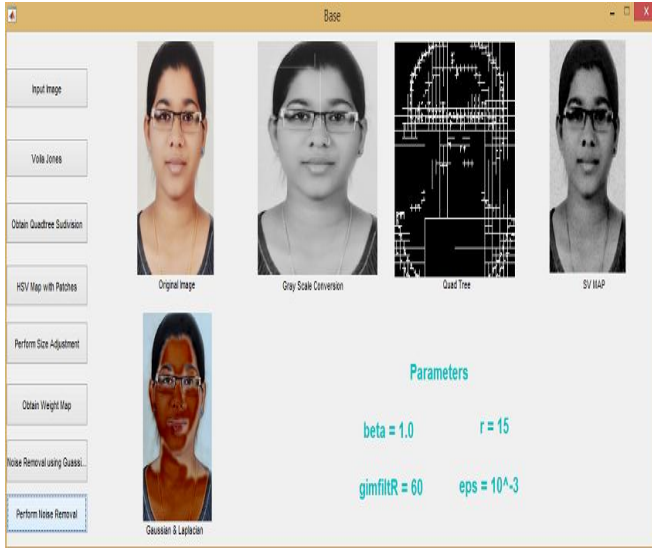 Base
Input Image
Voila Jones
Obtain Quadtree Sudivision
HSV Map with Patches
Perform Size Adjustment
Obtain Weight Map
Noise Removal using Guassi...
Perform Noise Removal
Original Image
Gray Scale Conversion
Quad Tree
SV MAP
Gaussian & Laplacian
Parameters
beta = 1.0
r = 15
gimfiltR = 60
eps = 10^-3